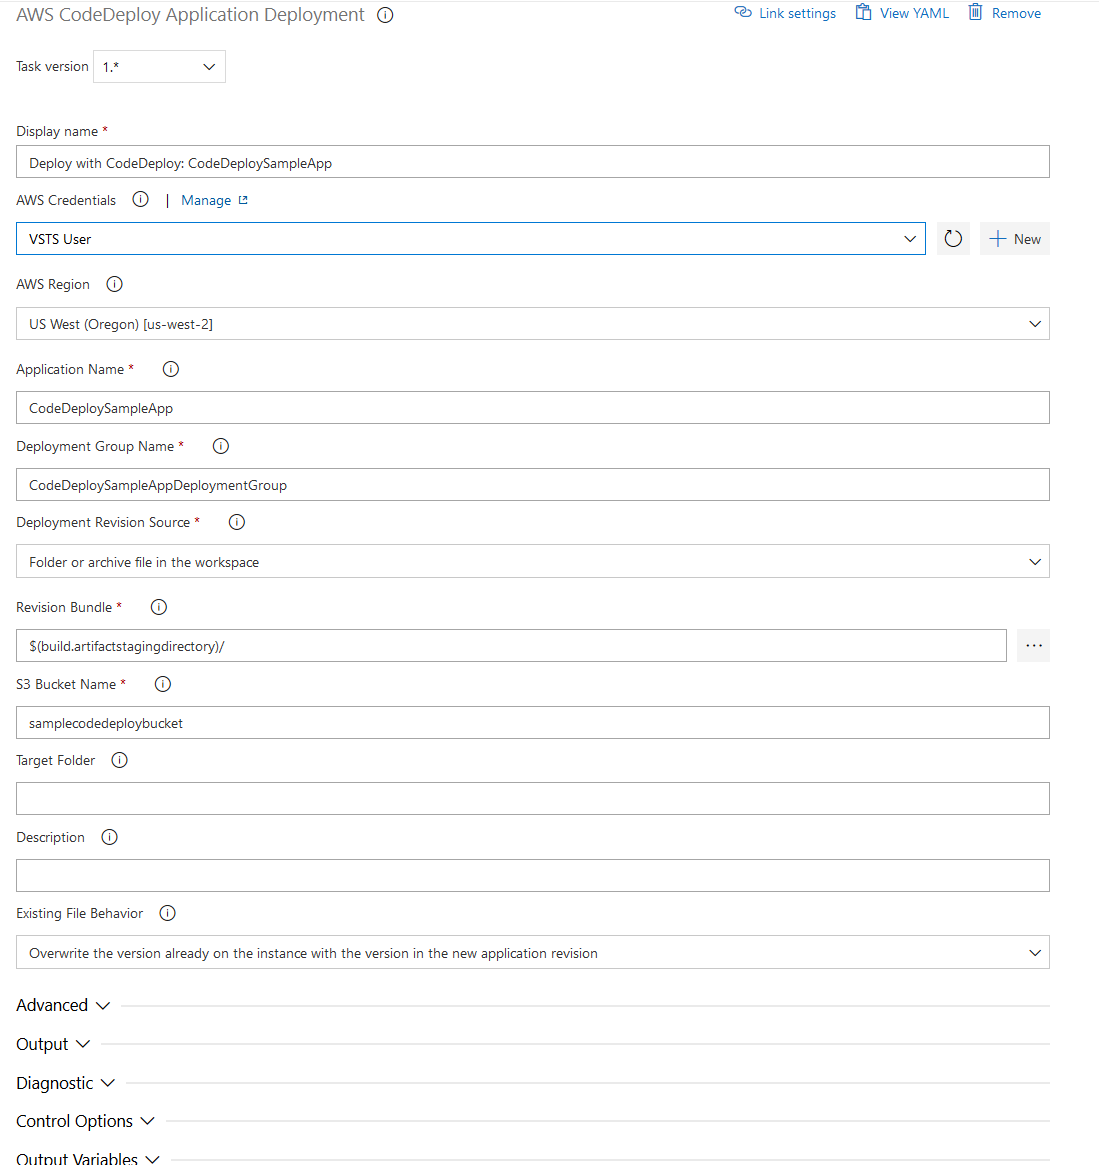 AWS CodeDeploy Application Deployment
Link settings View YAML Remove
Task version 1.*
Display name *
Deploy with CodeDeploy: CodeDeploySampleApp
AWS Credentials | Manage
VSTS User
New
AWS Region
US West (Oregon) [us-west-2]
Application Name *
CodeDeploySampleApp
Deployment Group Name *
CodeDeploySampleAppDeploymentGroup
Deployment Revision Source *
Folder or archive file in the workspace
Revision Bundle *
$(build.artifactstagingdirectory)/
S3 Bucket Name *
samplecodedeploybucket
Target Folder
Description
Existing File Behavior
Overwrite the version already on the instance with the version in the new application revision
Advanced
Output
Diagnostic
Control Options
Output Variables